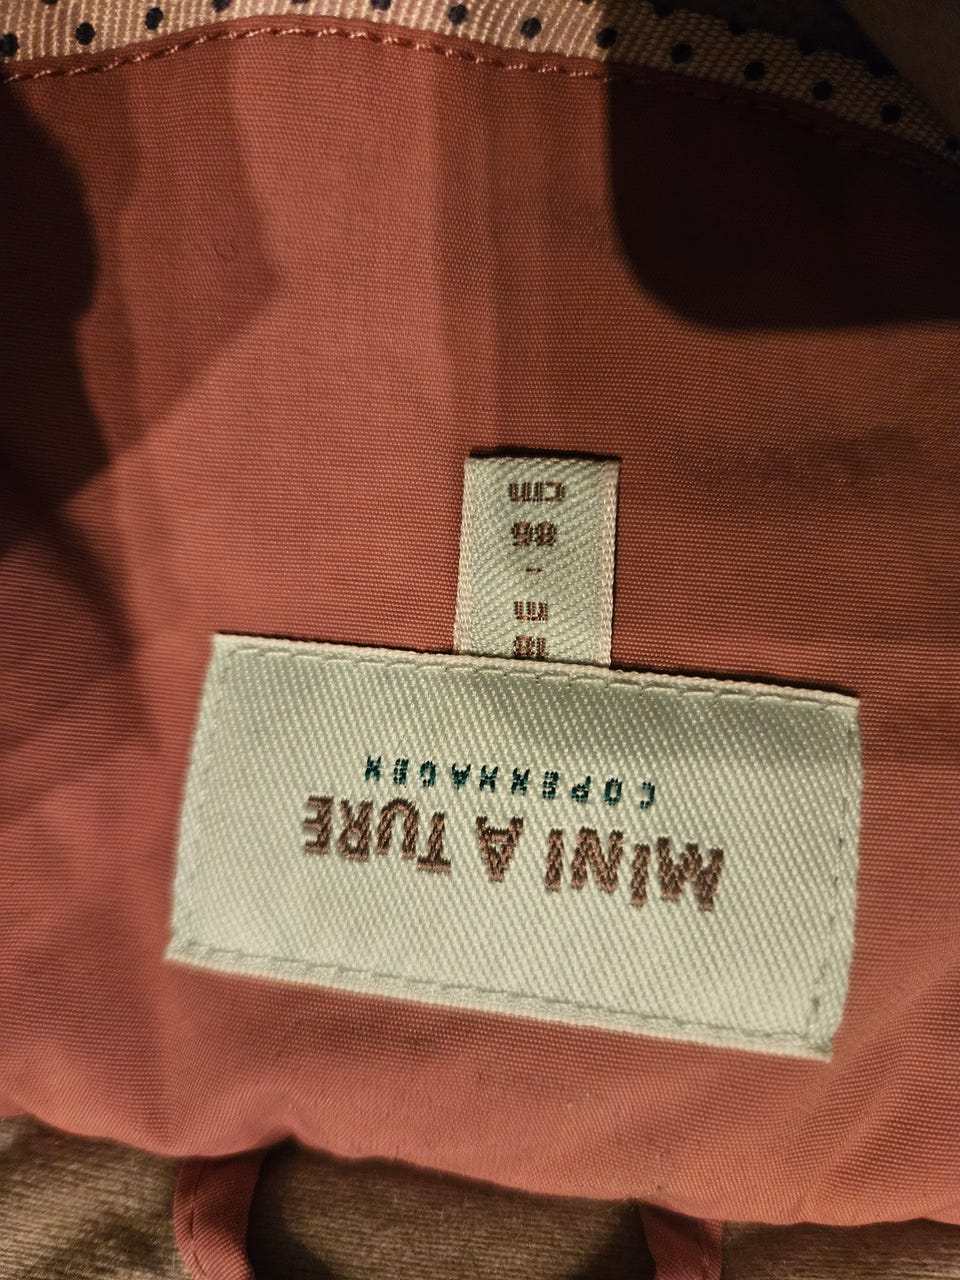 MINI A TURE
COPENHAGEN
18
m
-
86
cm